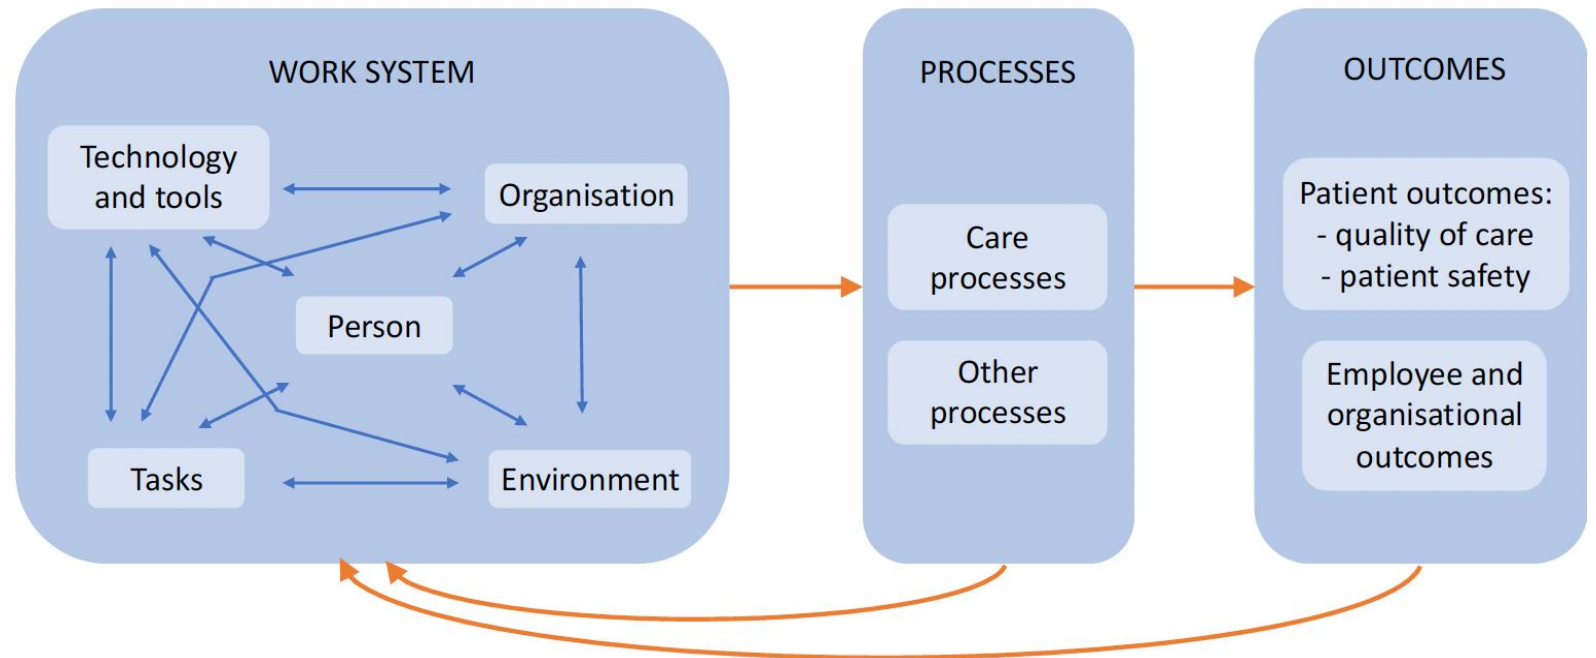 WORK SYSTEM
Technology
and tools
Organisation
Person
Tasks
Environment
PROCESSES
Care
processes
Other
processes
OUTCOMES
Patient outcomes:
- quality of care
- patient safety
Employee and
organisational
outcomes